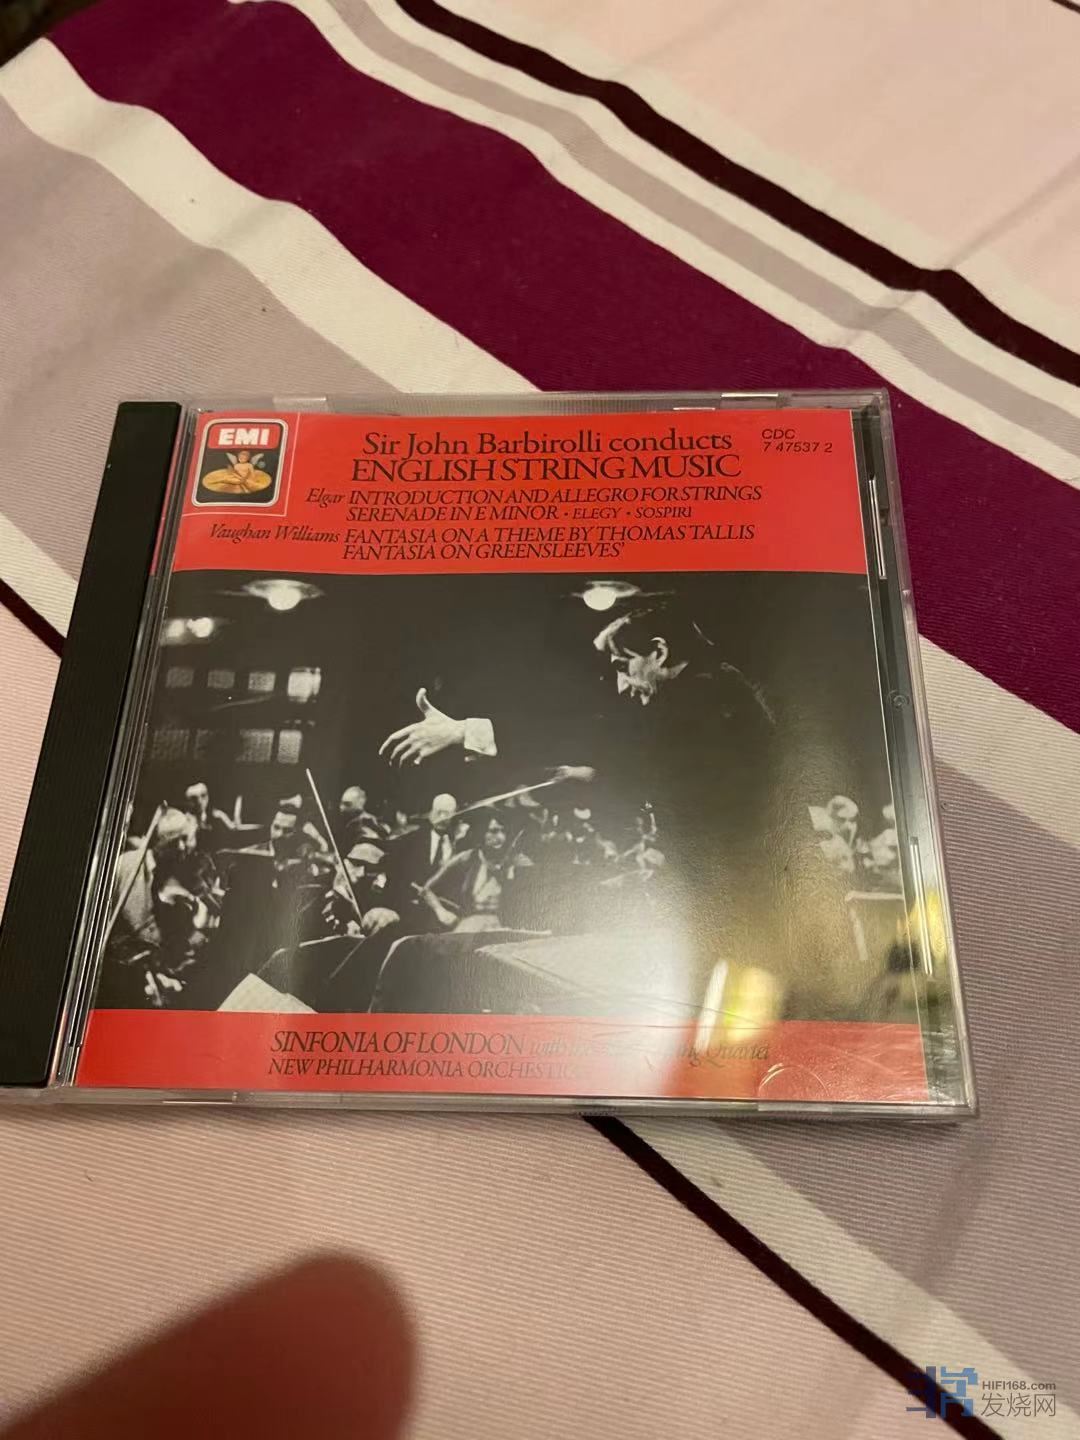 EMI
Sir John Barbirolli conducts
ENGLISH STRING MUSIC
CDC
7 47537 2
Elgar INTRODUCTION AND ALLEGRO FOR STRINGS
SERENADE IN E MINOR · ELEGY · SOSPIRI
Vaughan Williams FANTASIA ON A THEME BY THOMAS TALLIS
FANTASIA ON 'GREENSLEEVES'
SINFONIA OF LONDON with Quartet
NEW PHILHARMONIA ORCHESTRA
HIFI168.com
发烧网